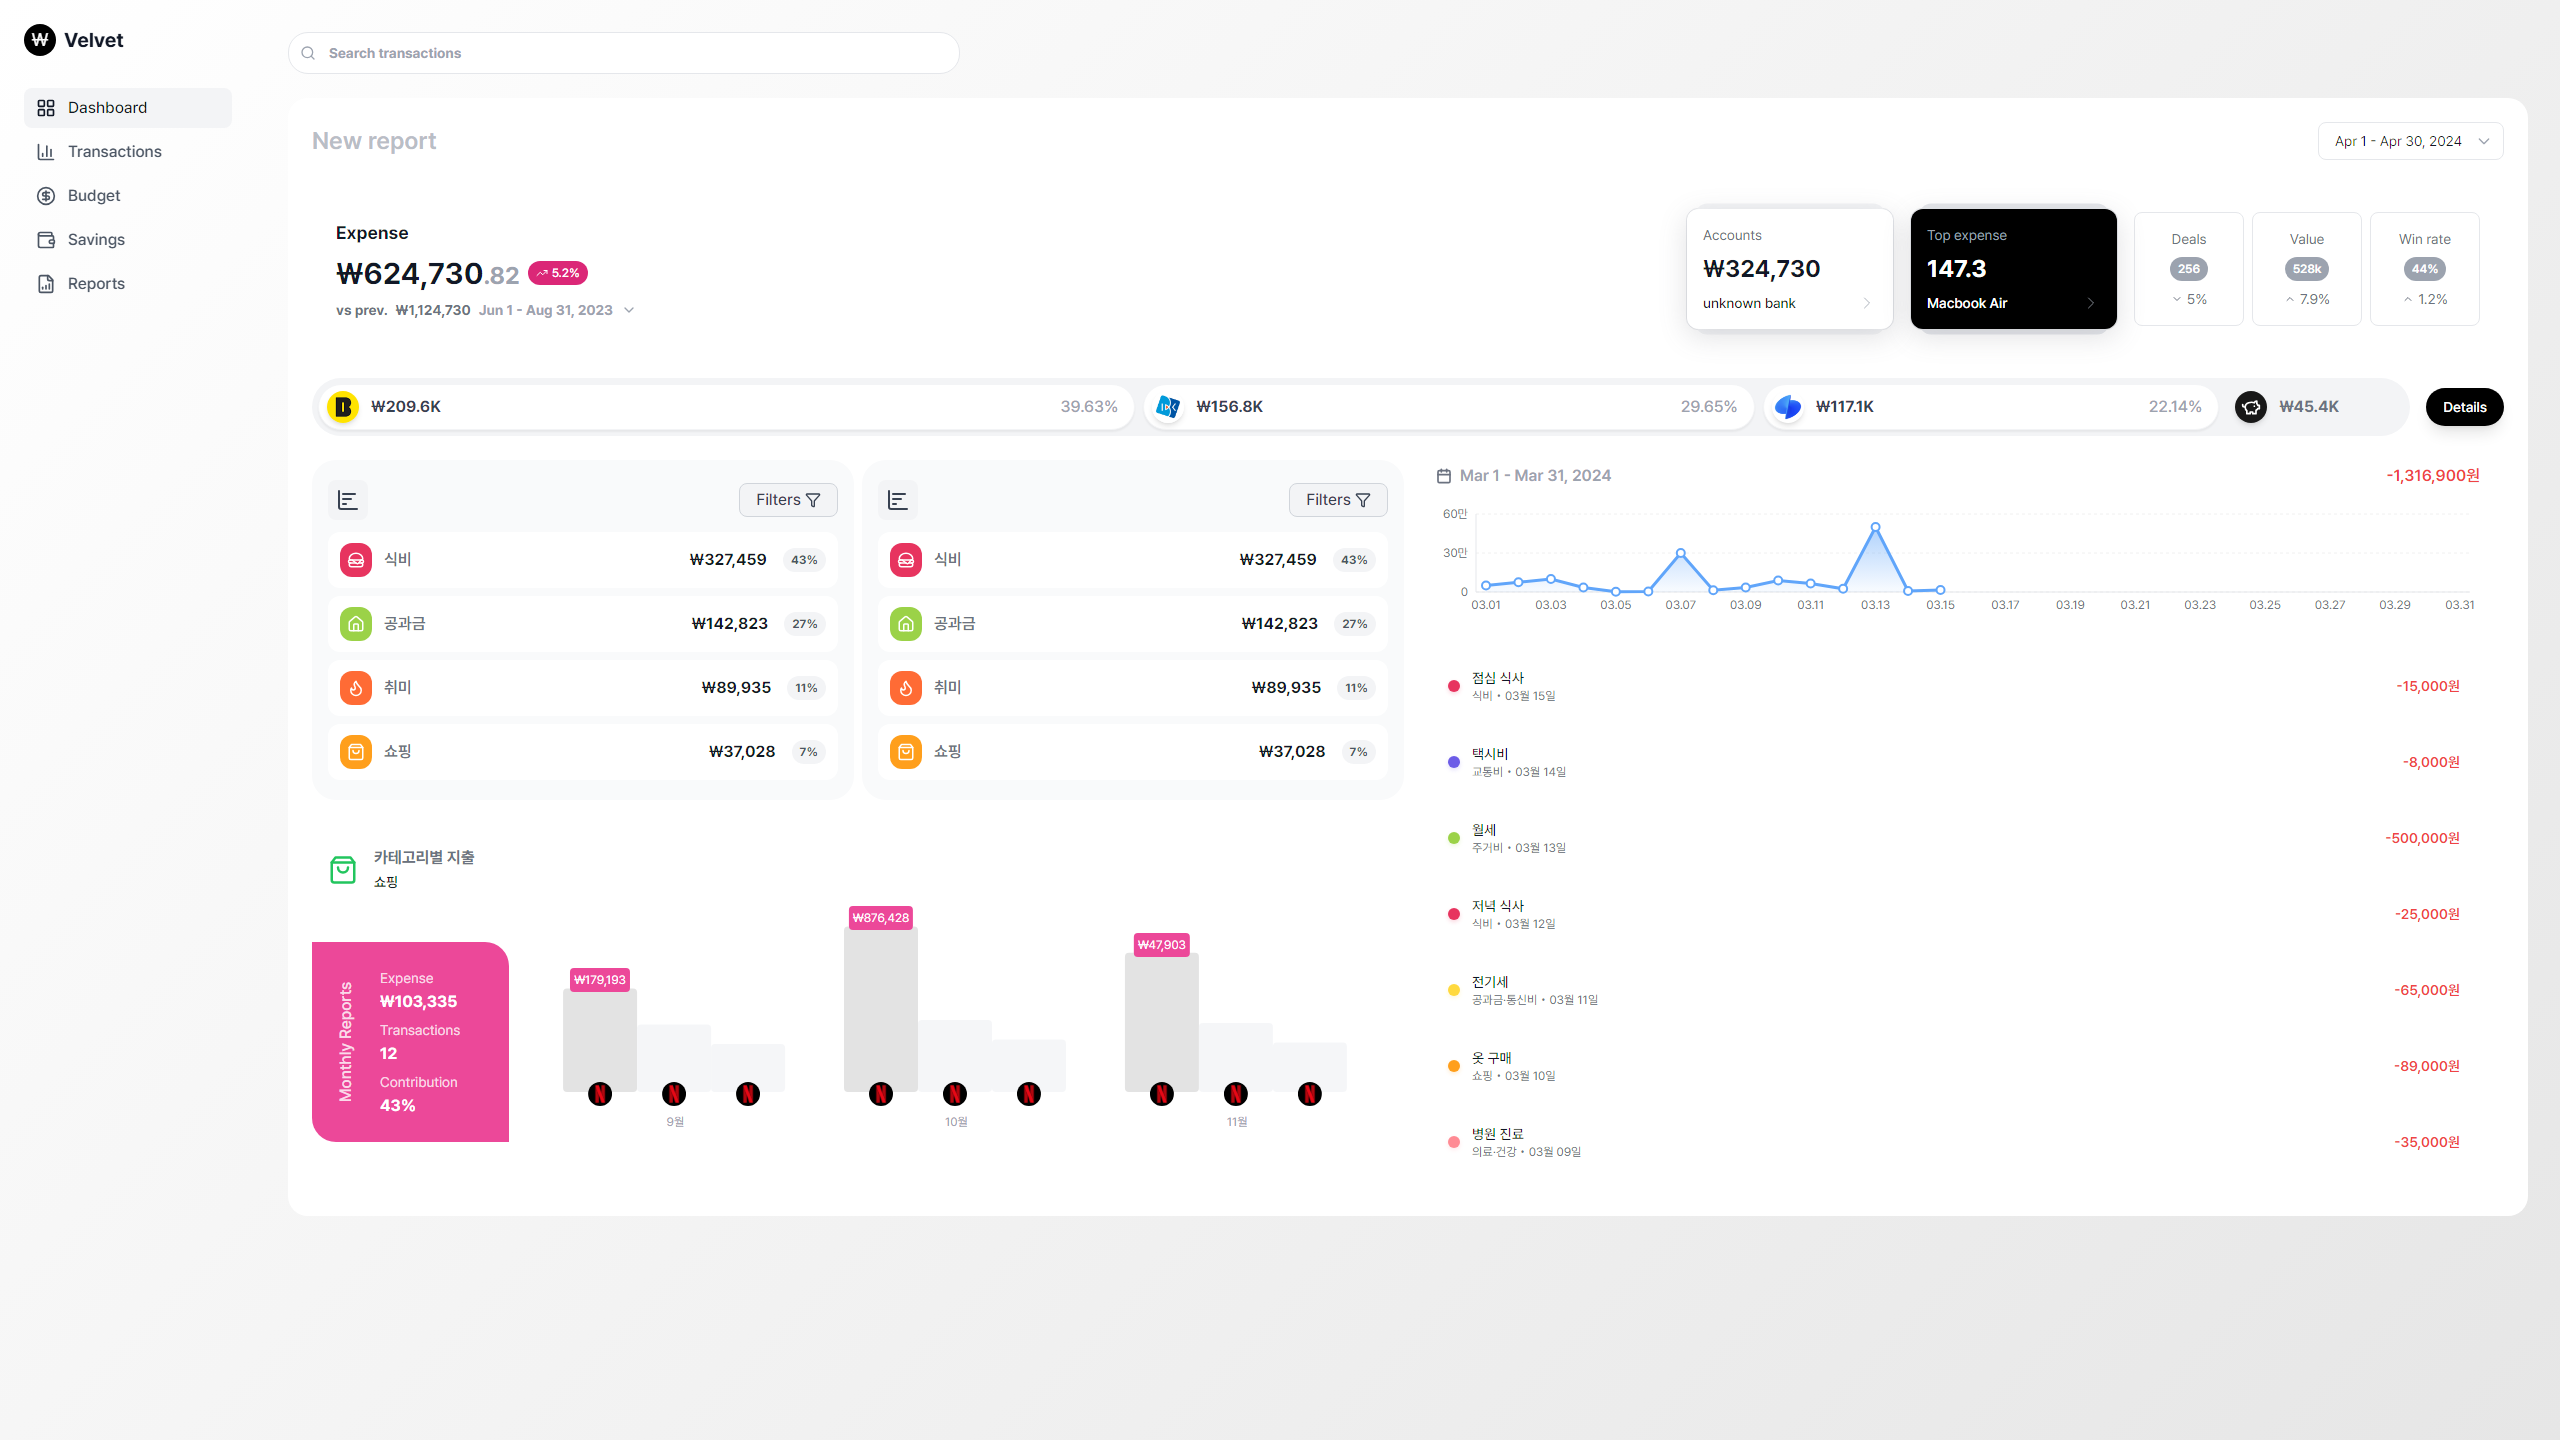 ₩ Velvet
Search transactions
Dashboard
Transactions
Budget
Savings
Reports
New report
Apr 1 - Apr 30, 2024
Expense
₩624,730.82 5.2%
vs prev. ₩1,124,730 Jun 1 - Aug 31, 2023
Accounts
₩324,730
unknown bank
Top expense
147.3
Macbook Air
Deals
256
5%
Value
528k
7.9%
Win rate
44%
1.2%
₩209.6K 39.63%
₩156.8K 29.65%
₩117.1K 22.14%
₩45.4K
Details
Filters
식비 ₩327,459 43%
공과금 ₩142,823 27%
취미 ₩89,935 11%
쇼핑 ₩37,028 7%
Filters
식비 ₩327,459 43%
공과금 ₩142,823 27%
취미 ₩89,935 11%
쇼핑 ₩37,028 7%
카테고리별 지출
쇼핑
Monthly Reports
Expense
₩103,335
Transactions
12
Contribution
43%
₩179,193
9월
₩876,428
10월
₩47,903
11월
Mar 1 - Mar 31, 2024 -1,316,900원
60만
30만
0
03.01 03.03 03.05 03.07 03.09 03.11 03.13 03.15 03.17 03.19 03.21 03.23 03.25 03.27 03.29 03.31
점심 식사
식비 • 03월 15일
-15,000원
택시비
교통비 • 03월 14일
-8,000원
월세
주거비 • 03월 13일
-500,000원
저녁 식사
식비 • 03월 12일
-25,000원
전기세
공과금·통신비 • 03월 11일
-65,000원
옷 구매
쇼핑 • 03월 10일
-89,000원
병원 진료
의료·건강 • 03월 09일
-35,000원